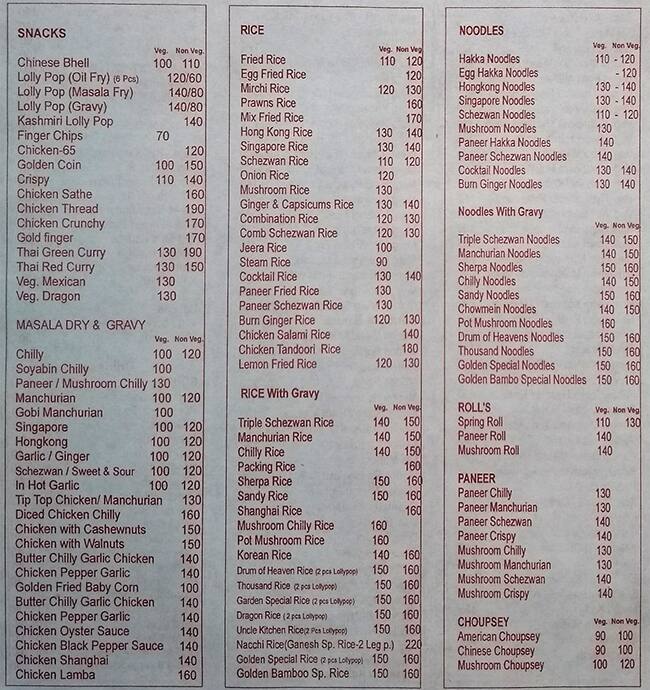 SNACKS
Veg. Non Veg.
Chinese Bhell 100 110
Lolly Pop (Oil Fry) (6 Pcs) 120/60
Lolly Pop (Masala Fry) 140/80
Lolly Pop (Gravy) 140/80
Kashmiri Lolly Pop 140
Finger Chips 70
Chicken-65 120
Golden Coin 100 150
Crispy 110 140
Chicken Sathe 160
Chicken Thread 190
Chicken Crunchy 170
Gold finger 170
Thai Green Curry 130 190
Thai Red Curry 130 150
Veg. Mexican 130
Veg. Dragon 130
MASALA DRY & GRAVY
Veg. Non Veg.
Chilly 100 120
Soyabin Chilly 100
Paneer / Mushroom Chilly 130
Manchurian 100 120
Gobi Manchurian 100
Singapore 100 120
Hongkong 100 120
Garlic / Ginger 100 120
Schezwan / Sweet & Sour 100 120
In Hot Garlic 100 120
Tip Top Chicken/ Manchurian 130
Diced Chicken Chilly 160
Chicken with Cashewnuts 150
Chicken with Walnuts 150
Butter Chilly Garlic Chicken 140
Chicken Pepper Garlic 140
Golden Fried Baby Corn 100
Butter Chilly Garlic Chicken 140
Chicken Pepper Garlic 140
Chicken Oyster Sauce 140
Chicken Black Pepper Sauce 140
Chicken Shanghai 140
Chicken Lamba 160
RICE
Veg. Non Veg.
Fried Rice 110 120
Egg Fried Rice 120
Mirchi Rice 120 130
Prawns Rice 160
Mix Fried Rice 170
Hong Kong Rice 130 140
Singapore Rice 130 140
Schezwan Rice 110 120
Onion Rice 120
Mushroom Rice 130
Ginger & Capsicums Rice 130 140
Combination Rice 120 130
Comb Schezwan Rice 120 130
Jeera Rice 100
Steam Rice 90
Cocktail Rice 130 140
Paneer Fried Rice 130
Paneer Schezwan Rice 130
Burn Ginger Rice 120 130
Chicken Salami Rice 140
Chicken Tandoori Rice 180
Lemon Fried Rice 120 130
RICE With Gravy
Veg. Non Veg.
Triple Schezwan Rice 140 150
Manchurian Rice 140 150
Chilly Rice 140 150
Packing Rice 160
Sherpa Rice 150 160
Sandy Rice 150 160
Shanghai Rice 160
Mushroom Chilly Rice 160
Pot Mushroom Rice 160
Korean Rice 140 160
Drum of Heaven Rice (2 pcs Lollypop) 150 160
Thousand Rice (2 pcs Lollypop) 150 160
Garden Special Rice (2 pcs Lollypop) 150 160
Dragon Rice ( 2 pcs Lollypop) 150 160
Uncle Kitchen Rice(2 Pcs Lollypop) 150 160
Nacchi Rice(Ganesh Sp. Rice-2 Leg p.) 220
Golden Special Rice (2 pcs Lollypop) 150 160
Golden Bamboo Sp. Rice 150 160
NOODLES
Veg. Non Veg.
Hakka Noodles 110 - 120
Egg Hakka Noodles - 120
Hongkong Noodles 130 - 140
Singapore Noodles 130 - 140
Schezwan Noodles 110 - 120
Mushroom Noodles 130
Paneer Hakka Noodles 140
Paneer Schezwan Noodles 140
Cocktail Noodles 130 140
Burn Ginger Noodles 130 140
Noodles With Gravy
Veg. Non Veg.
Triple Schezwan Noodles 140 150
Manchurian Noodles 140 150
Sherpa Noodles 150 160
Chilly Noodles 140 150
Sandy Noodles 150 160
Chowmein Noodles 140 150
Pot Mushroom Noodles 160
Drum of Heavens Noodles 150 160
Thousand Noodles 150 160
Golden Special Noodles 150 160
Golden Bambo Special Noodles 150 160
ROLL'S Veg. Non Veg.
Spring Roll 110 130
Paneer Roll 140
Mushroom Roll 140
PANEER
Paneer Chilly 130
Paneer Manchurian 130
Paneer Schezwan 140
Paneer Crispy 140
Mushroom Chilly 130
Mushroom Manchurian 130
Mushroom Schezwan 140
Mushroom Crispy 140
CHOUPSEY Veg. Non Veg.
American Choupsey 90 100
Chinese Choupsey 90 100
Mushroom Choupsey 100 120